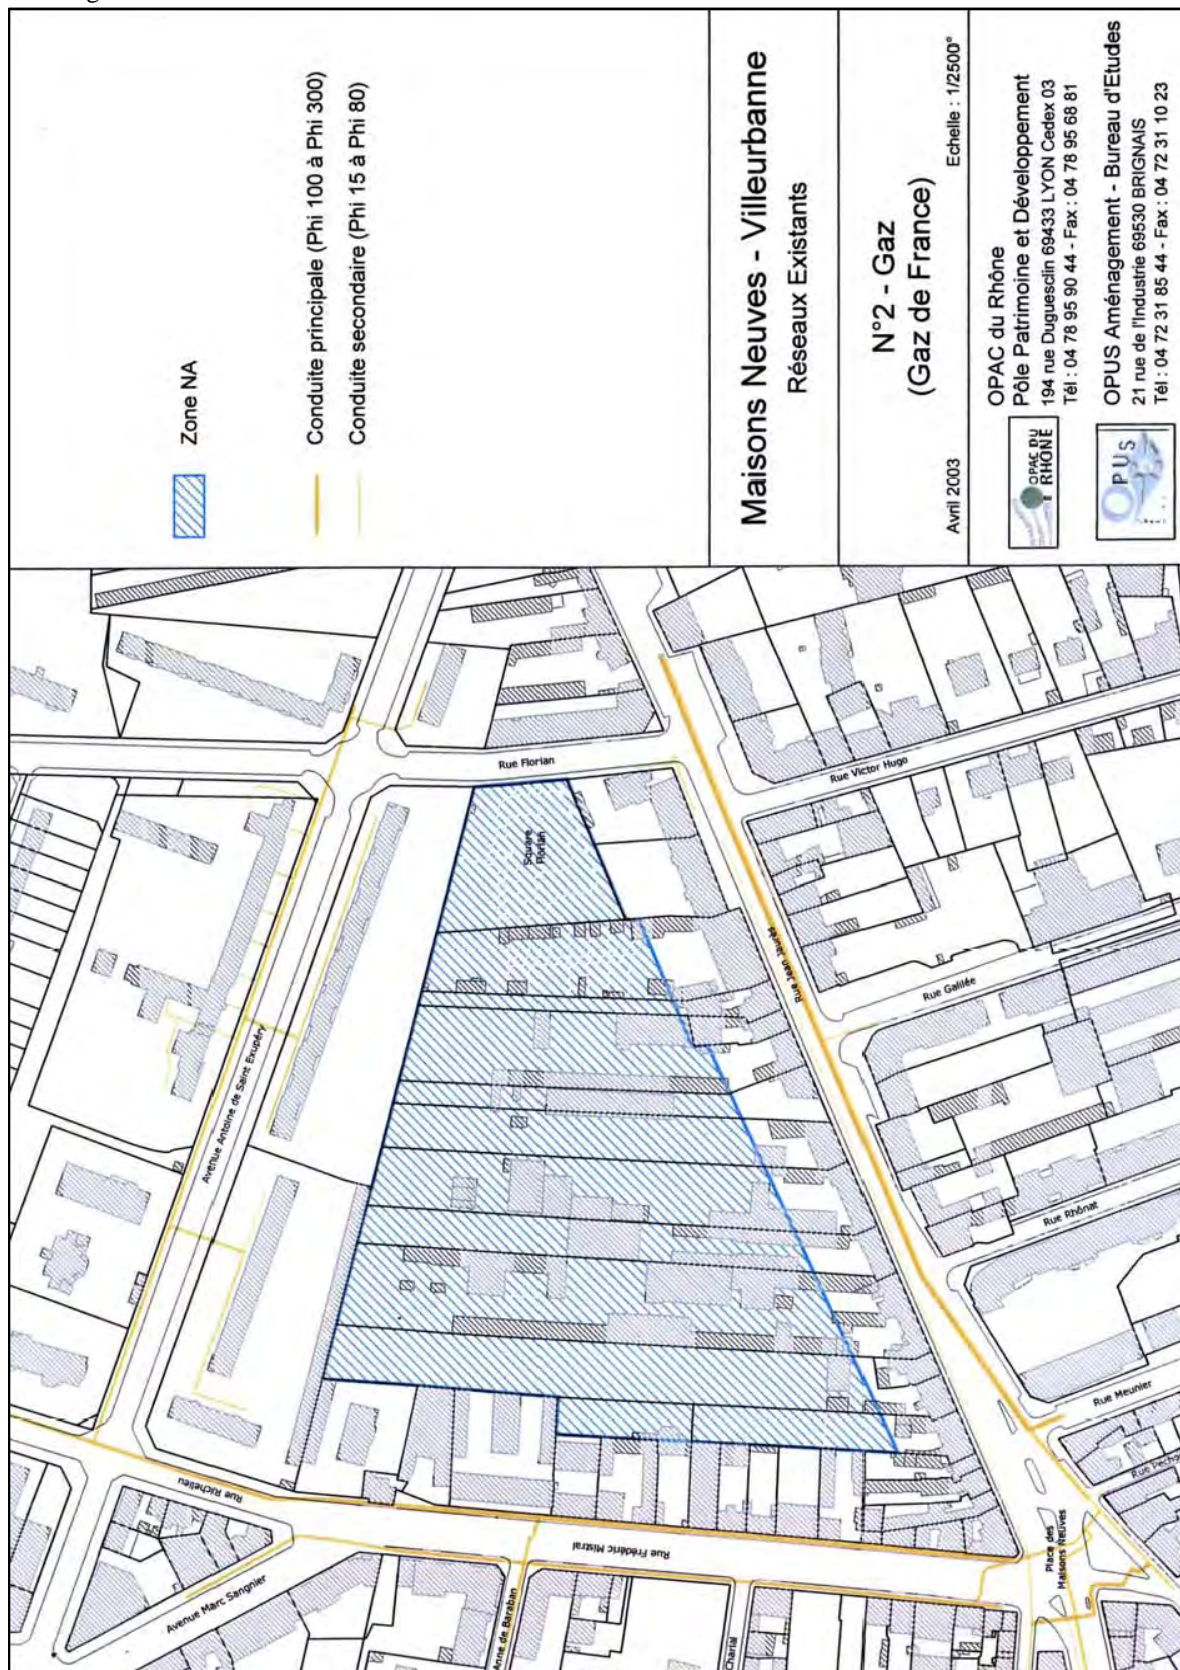 Zone NA
Conduite principale (Phi 100 à Phi 300)
Conduite secondaire (Phi 15 à Phi 80)
Maisons Neuves - Villeurbanne
Réseaux Existants
N°2 - Gaz
(Gaz de France)
Avril 2003
Echelle : 1/2500°
OPAC DU
RHÔNE
OPAC du Rhône
Pôle Patrimoine et Développement
194 rue Duguesclin 69433 LYON Cedex 03
Tél : 04 78 95 90 44 - Fax : 04 78 95 68 81
OPUS
OPUS Aménagement - Bureau d'Etudes
21 rue de l'Industrie 69530 BRIGNAIS
Tél : 04 72 31 85 44 - Fax : 04 72 31 10 23
Rue Florian
Square
Florian
Rue Victor Hugo
Rue Jean Jaurès
Rue Galilée
Avenue Antoine de Saint Exupéry
Rue Rhônat
Rue Meunier
Rue Richelieu
Rue Frédéric Mistral
Avenue Marc Sangnier
Anne de Baraban
Charial
Place des
Maisons Neuves
Rue